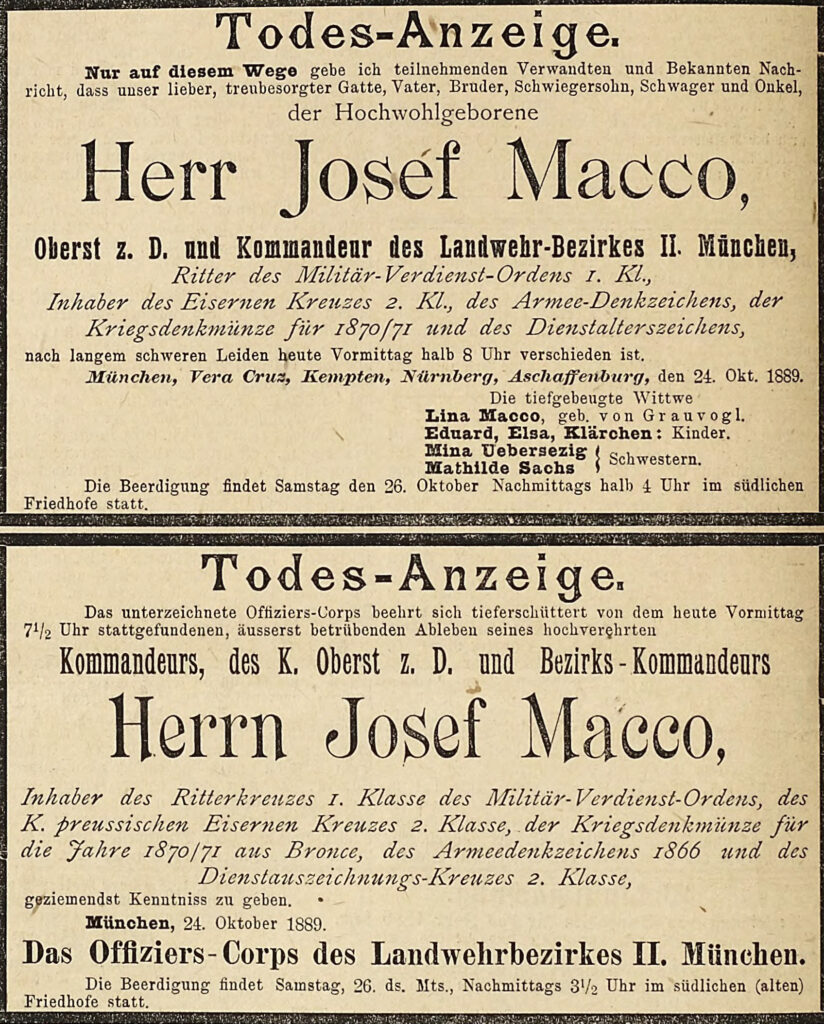 Todes-Anzeige.
Nur auf diesem Wege gebe ich teilnehmenden Verwandten und Bekannten Nach-
richt, dass unser lieber, treubesorgter Gatte, Vater, Bruder, Schwiegersohn, Schwager und Onkel,
der Hochwohlgeborene
Herr Josef Macco,
Oberst z. D. und Kommandeur des Landwehr-Bezirkes II. München,
Ritter des Militär-Verdienst-Ordens 1. Kl.,
Inhaber des Eisernen Kreuzes 2. Kl., des Armee-Denkzeichens, der
Kriegsdenkmünze für 1870/71 und des Dienstalterszeichens,
nach langem schweren Leiden heute Vormittag halb 8 Uhr verschieden ist.
München, Vera Cruz, Kempten, Nürnberg, Aschaffenburg, den 24. Okt. 1889.
Die tiefgebeugte Wittwe
Lina Macco, geb. von Grauvogl.
Eduard, Elsa, Klärchen: Kinder.
Mina Uebersezig
Mathilde Sachs } Schwestern.
Die Beerdigung findet Samstag den 26. Oktober Nachmittags halb 4 Uhr im südlichen
Friedhofe statt.
Todes-Anzeige.
Das unterzeichnete Offiziers-Corps beehrt sich tieferschüttert von dem heute Vormittag
7½ Uhr stattgefundenen, äusserst betrübenden Ableben seines hochverehrten
Kommandeurs, des K. Oberst z. D. und Bezirks-Kommandeurs
Herrn Josef Macco,
Inhaber des Ritterkreuzes 1. Klasse des Militär-Verdienst-Ordens, des
K. preussischen Eisernen Kreuzes 2. Klasse, der Kriegsdenkmünze für
die Jahre 1870/71 aus Bronce, des Armeedenkzeichens 1866 und des
Dienstauszeichnungs-Kreuzes 2. Klasse,
geziemendst Kenntniss zu geben.
München, 24. Oktober 1889.
Das Offiziers-Corps des Landwehrbezirkes II. München.
Die Beerdigung findet Samstag, 26. ds. Mts., Nachmittags 3½ Uhr im südlichen (alten)
Friedhofe statt.